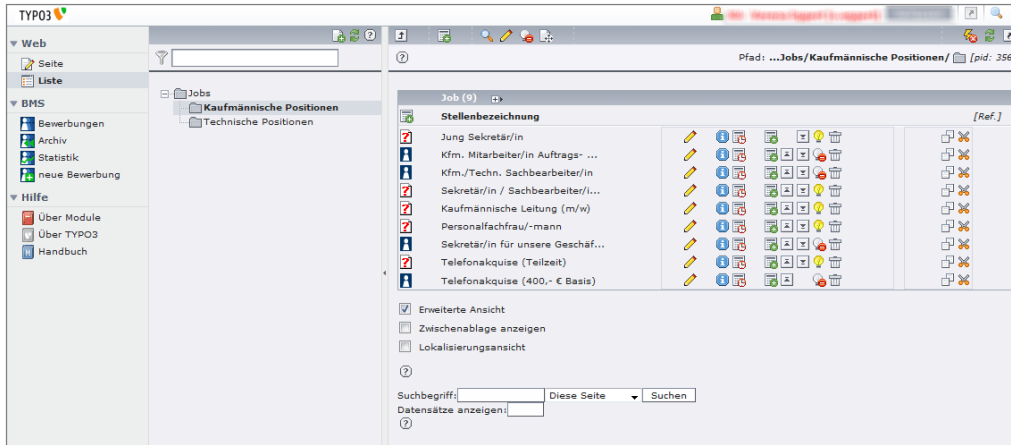 TYPO3
Web
Seite
Liste
BMS
Bewerbungen
Archiv
Statistik
neue Bewerbung
Hilfe
Über Module
Über TYPO3
Handbuch
Jobs
Kaufmännische Positionen
Technische Positionen
Pfad: ...Jobs/Kaufmännische Positionen/ [pid: 356
Job (9)
Stellenbezeichnung [Ref.]
Jung Sekretär/in
Kfm. Mitarbeiter/in Auftrags- ...
Kfm./Techn. Sachbearbeiter/in
Sekretär/in / Sachbearbeiter/i...
Kaufmännische Leitung (m/w)
Personalfachfrau/-mann
Sekretär/in für unsere Geschäf...
Telefonakquise (Teilzeit)
Telefonakquise (400,- € Basis)
Erweiterte Ansicht
Zwischenablage anzeigen
Lokalisierungsansicht
Suchbegriff: Diese Seite Suchen
Datensätze anzeigen: